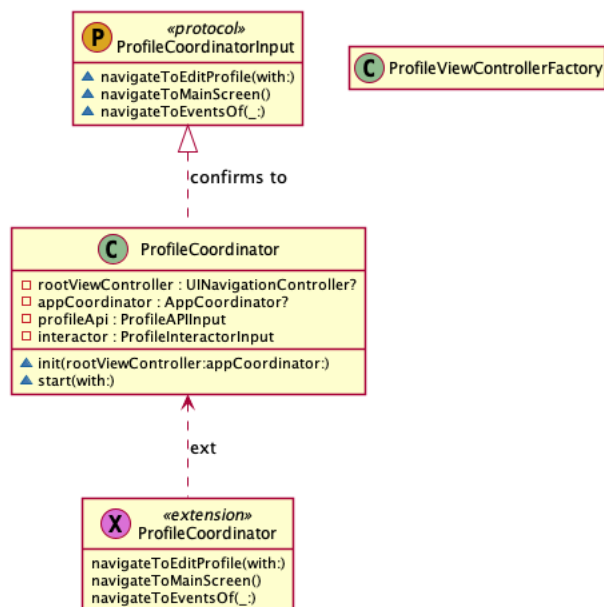 P
«protocol»
ProfileCoordinatorInput
navigateToEditProfile(with:)
navigateToMainScreen()
navigateToEventsOf(_:)
C ProfileViewControllerFactory
confirms to
C ProfileCoordinator
rootViewController : UINavigationController?
appCoordinator : AppCoordinator?
profileApi : ProfileAPIInput
interactor : ProfileInteractorInput
init(rootViewController:appCoordinator:)
start(with:)
ext
X
«extension»
ProfileCoordinator
navigateToEditProfile(with:)
navigateToMainScreen()
navigateToEventsOf(_:)